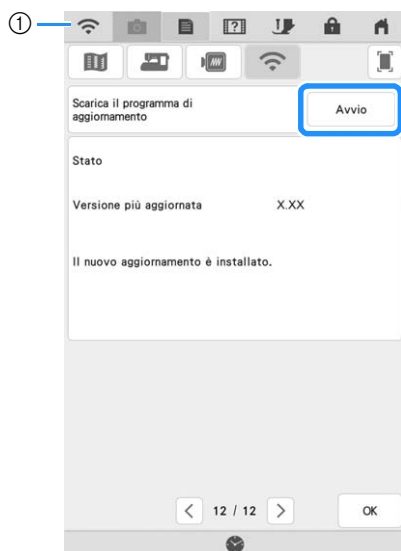 ①
Scarica il programma di
aggiornamento
Avvio
Stato
Versione più aggiornata X.XX
Il nuovo aggiornamento è installato.
12 / 12
OK